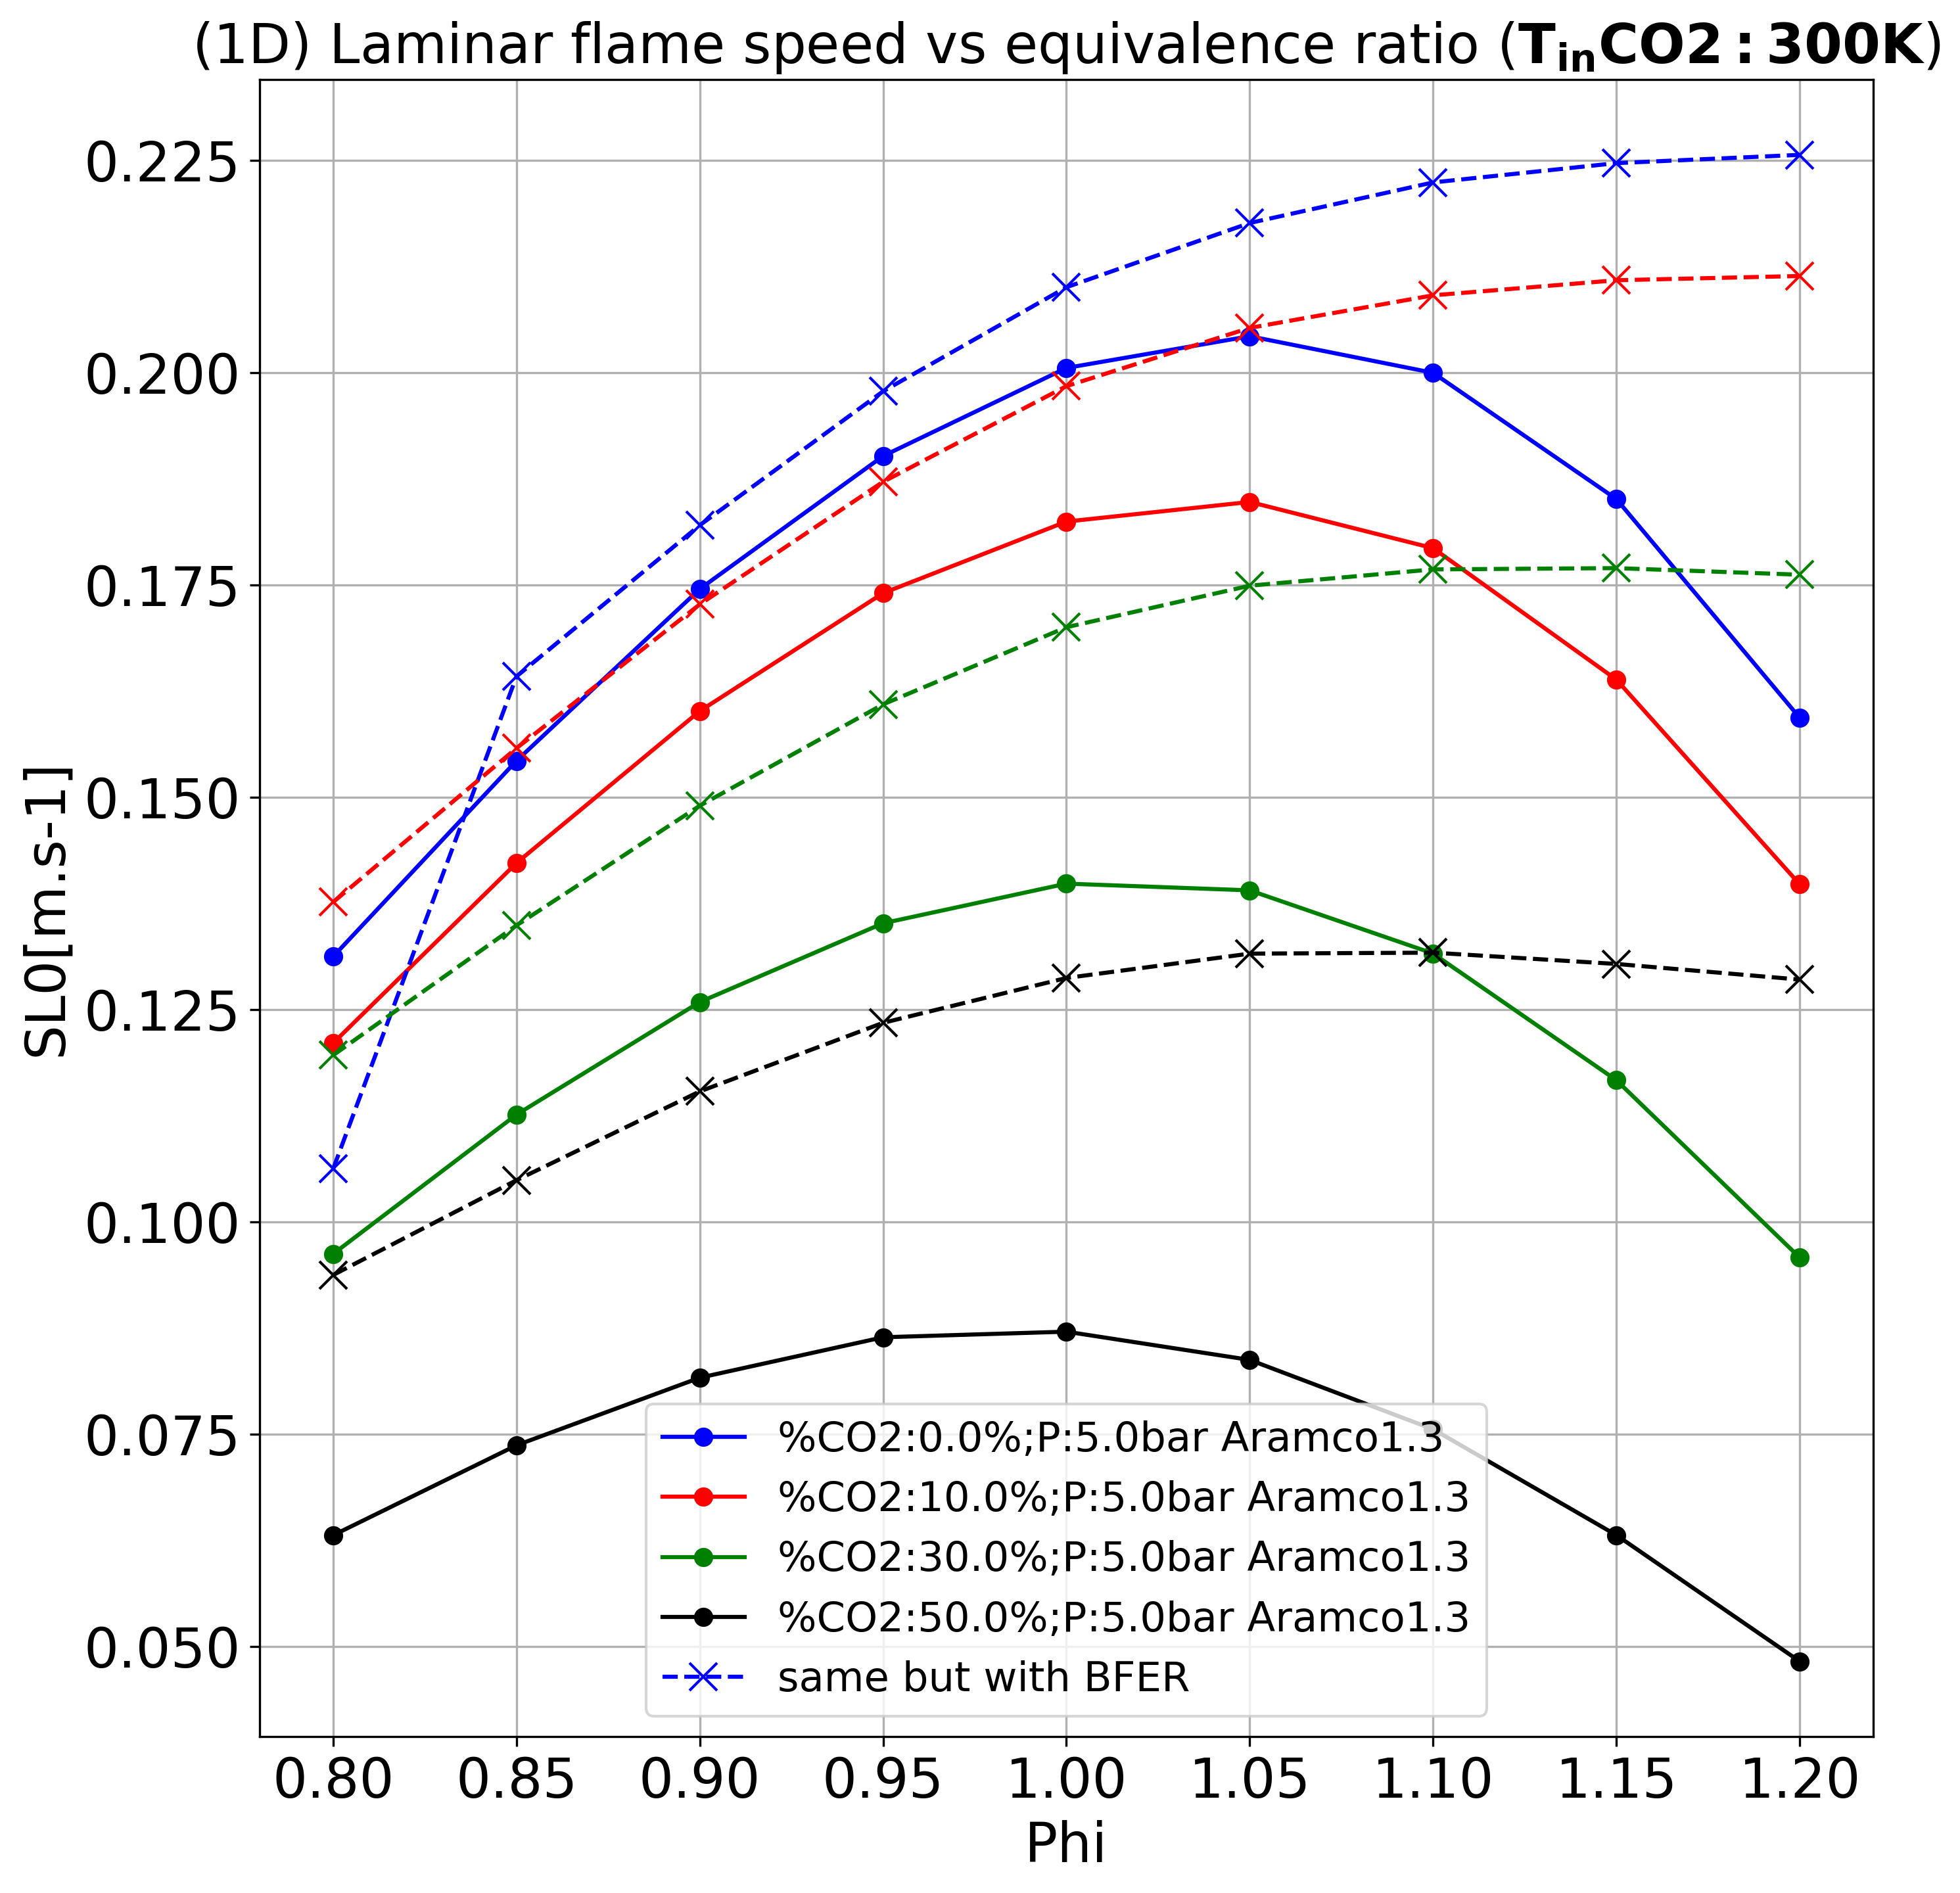 (1D) Laminar flame speed vs equivalence ratio (TinCO2 : 300K)
SL0[m.s-1]
0.225
0.200
0.175
0.150
0.125
0.100
0.075
0.050
%CO2:0.0%;P:5.0bar Aramco1.3
%CO2:10.0%;P:5.0bar Aramco1.3
%CO2:30.0%;P:5.0bar Aramco1.3
%CO2:50.0%;P:5.0bar Aramco1.3
same but with BFER
0.80 0.85 0.90 0.95 1.00 1.05 1.10 1.15 1.20
Phi